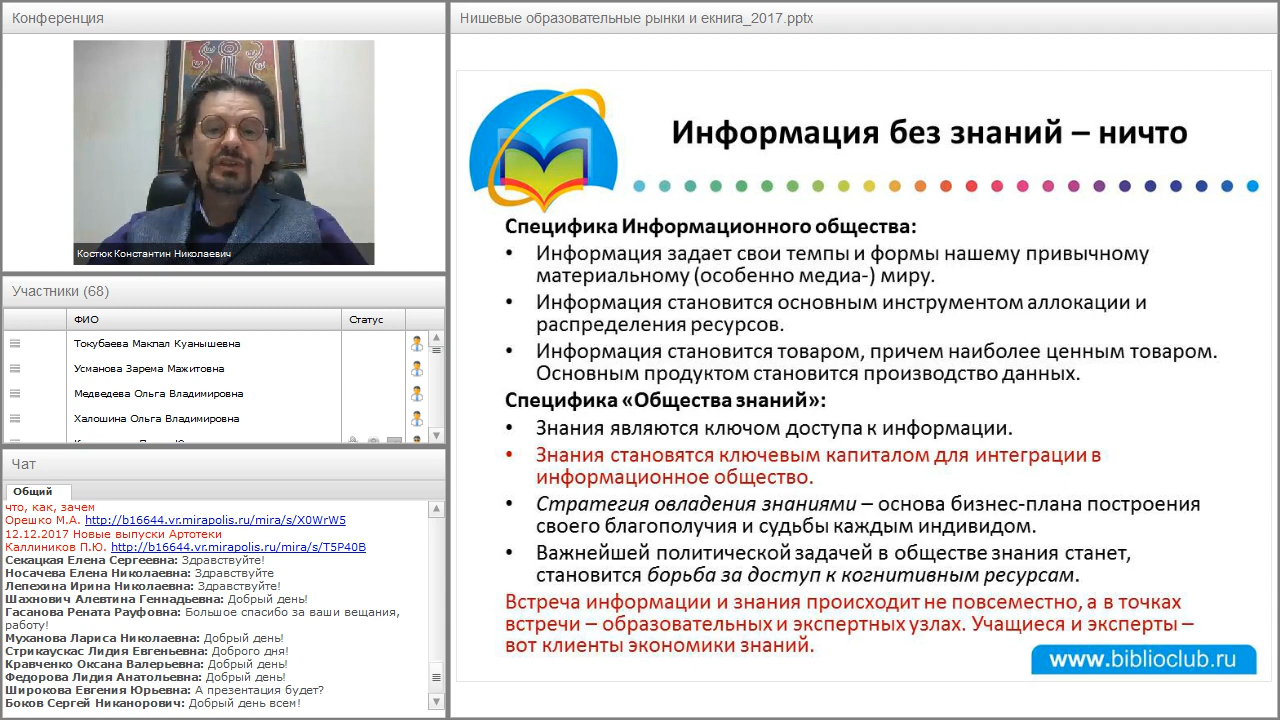 Конференция
Костюк Константин Николаевич
Участники (68)
ФИО
Статус
Токубаева Макпал Куанышевна
Усманова Зарема Мажитовна
Медведева Ольга Владимировна
Халошина Ольга Владимировна
Чат
Общий
что, как, зачем
Орешко М.А. http://b16644.vr.mirapolis.ru/mira/s/X0WrW5
12.12.2017 Новые выпуски Артотеки
Каллиников П.Ю. http://b16644.vr.mirapolis.ru/mira/s/T5P40B
Секацкая Елена Сергеевна: Здравствуйте!
Носачева Елена Николаевна: Здравствуйте
Лепехина Ирина Николаевна: Здравствуйте!
Шахнович Алевтина Геннадьевна: Добрый день!
Гасанова Рената Рауфовна: Большое спасибо за ваши вещания,
работу!
Муханова Лариса Николаевна: Добрый день!
Стрикаускас Лидия Евгеньевна: Доброго дня!
Кравченко Оксана Валерьевна: Добрый день!
Федорова Лидия Анатольевна: Добрый день!
Широкова Евгения Юрьевна: А презентация будет?
Боков Сергей Никанорович: Добрый день всем!
Нишевые образовательные рынки и екнига_2017.pptx
Информация без знаний – ничто
Специфика Информационного общества:
• Информация задает свои темпы и формы нашему привычному
материальному (особенно медиа-) миру.
• Информация становится основным инструментом аллокации и
распределения ресурсов.
• Информация становится товаром, причем наиболее ценным товаром.
Основным продуктом становится производство данных.
Специфика «Общества знаний»:
• Знания являются ключом доступа к информации.
• Знания становятся ключевым капиталом для интеграции в
информационное общество.
• Стратегия овладения знаниями – основа бизнес-плана построения
своего благополучия и судьбы каждым индивидом.
• Важнейшей политической задачей в обществе знания станет,
становится борьба за доступ к когнитивным ресурсам.
Встреча информации и знания происходит не повсеместно, а в точках
встречи – образовательных и экспертных узлах. Учащиеся и эксперты –
вот клиенты экономики знаний.
www.biblioclub.ru